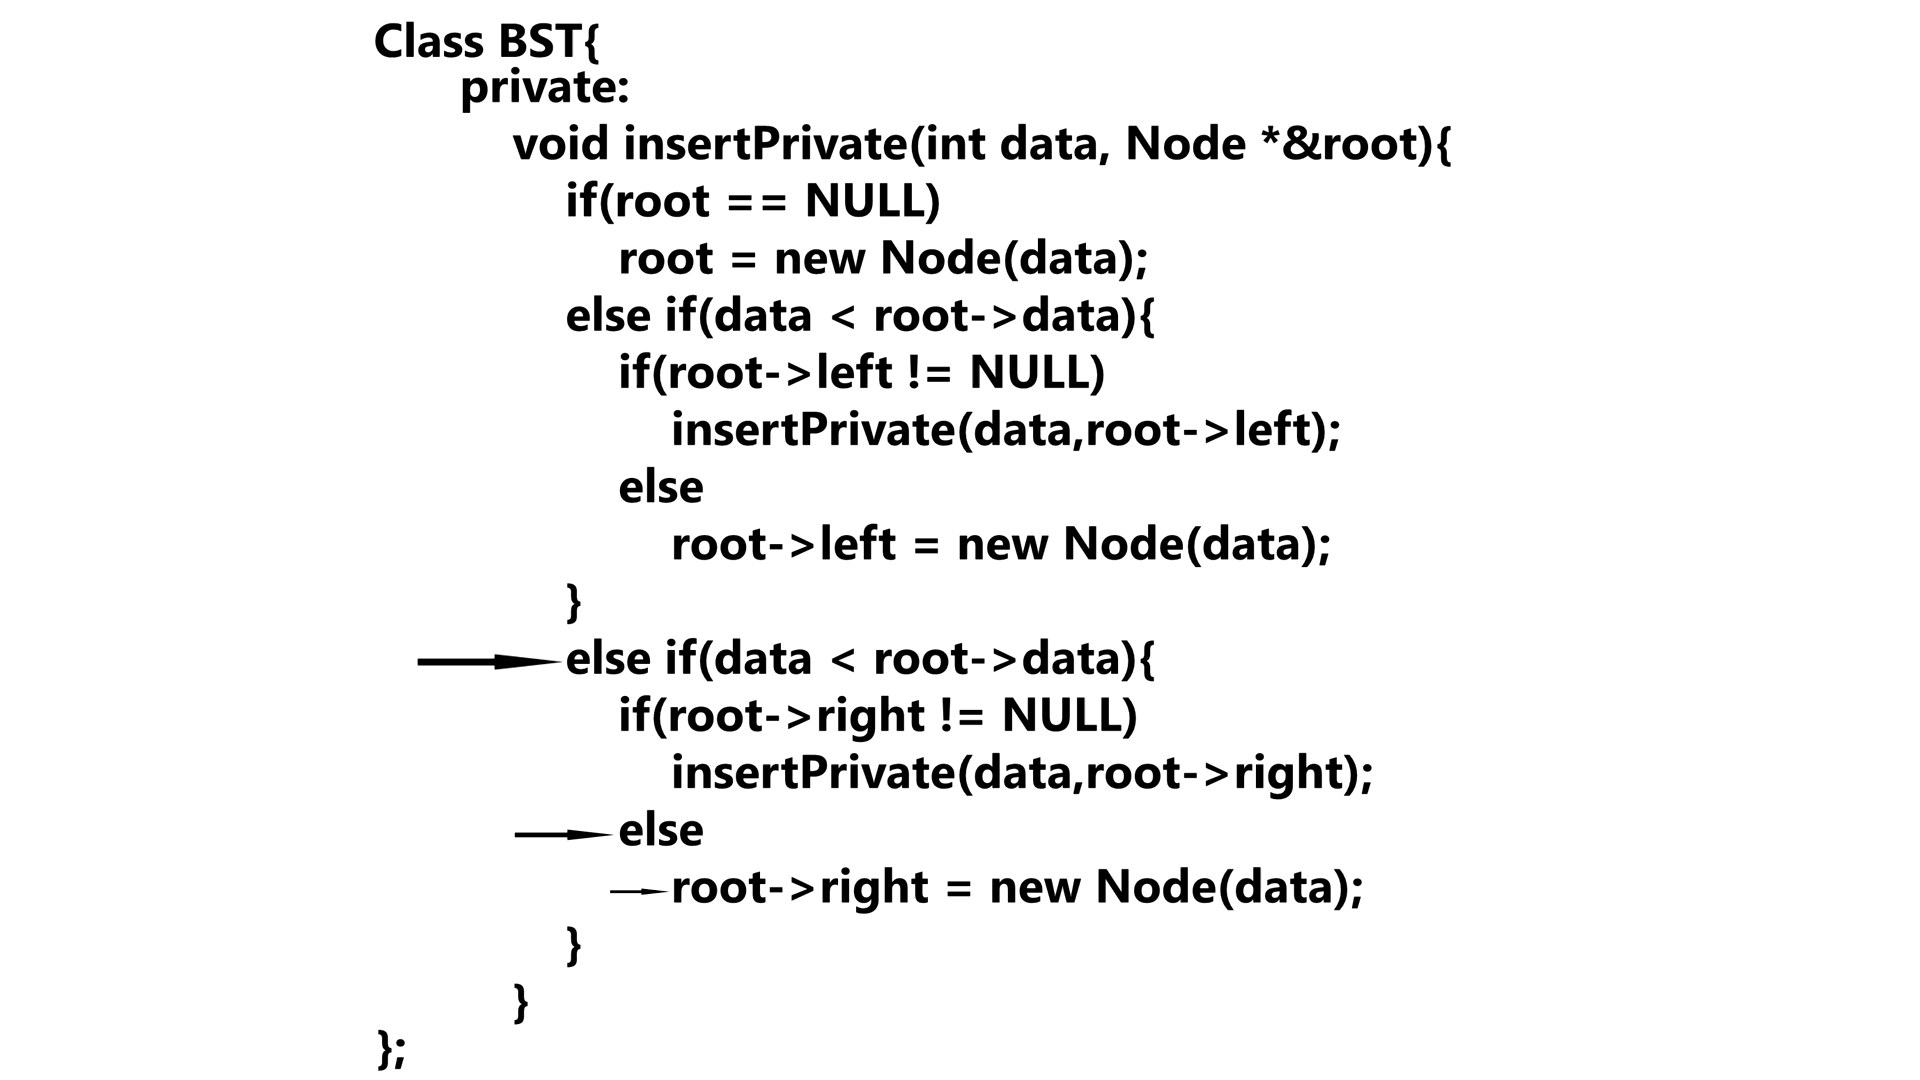 Class BST{
private:
void insertPrivate(int data, Node *&root){
if(root == NULL)
root = new Node(data);
else if(data < root->data){
if(root->left != NULL)
insertPrivate(data,root->left);
else
root->left = new Node(data);
}
else if(data < root->data){
if(root->right != NULL)
insertPrivate(data,root->right);
else
root->right = new Node(data);
}
}
};